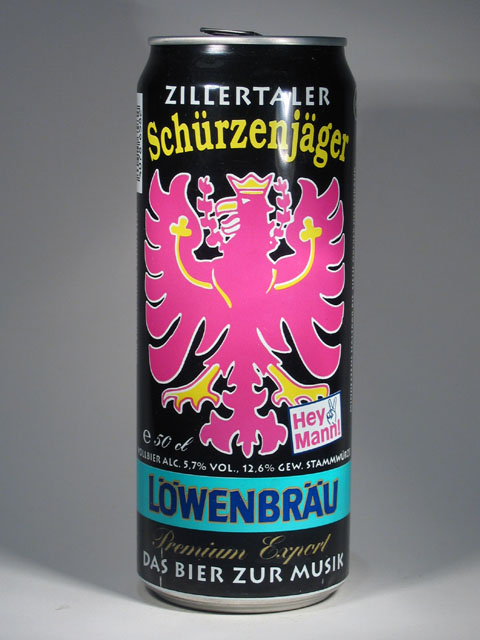 ZILLERTALER
Schürzenjäger
Hey
Mann!
e 50 cl
VOLLBIER ALC. 5,7% VOL., 12,6% GEW. STAMMWÜRZE
LÖWENBRÄU
Premium Export
DAS BIER ZUR MUSIK